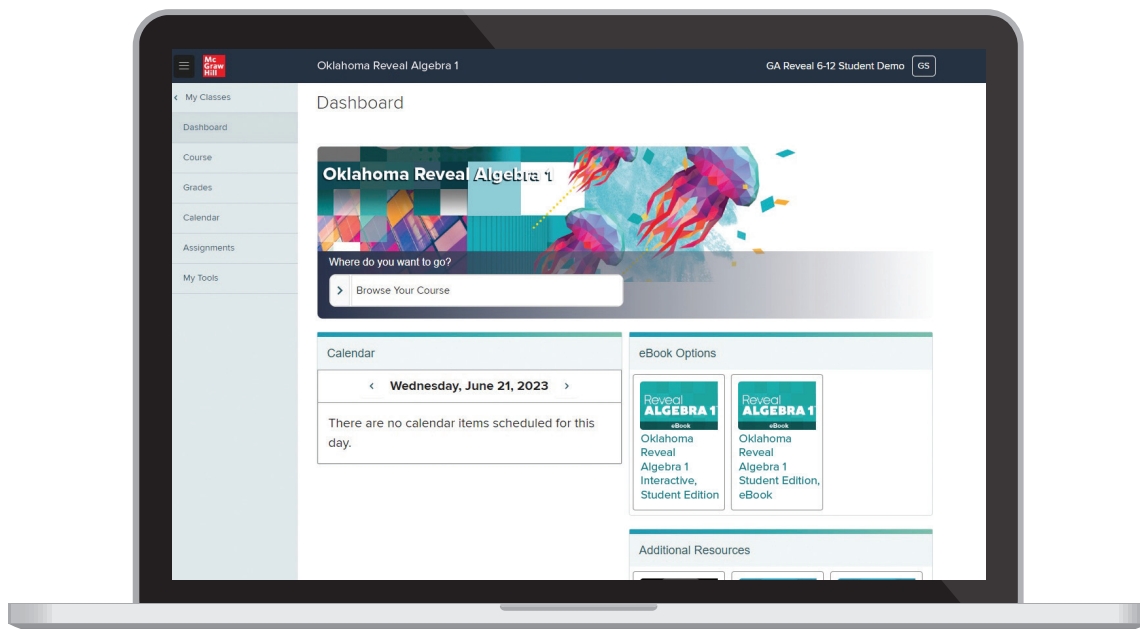 Mc
Graw
Hill
Oklahoma Reveal Algebra 1
GA Reveal 6-12 Student Demo
GS
My Classes
Dashboard
Course
Grades
Calendar
Assignments
My Tools
Dashboard
Oklahoma Reveal Algebra 1
Where do you want to go?
Browse Your Course
Calendar
Wednesday, June 21, 2023
There are no calendar items scheduled for this
day.
eBook Options
Reveal
ALGEBRA 1
eBook
Oklahoma
Reveal
Algebra 1
Interactive,
Student Edition
Reveal
ALGEBRA 1
eBook
Oklahoma
Reveal
Algebra 1
Student Edition,
eBook
Additional Resources